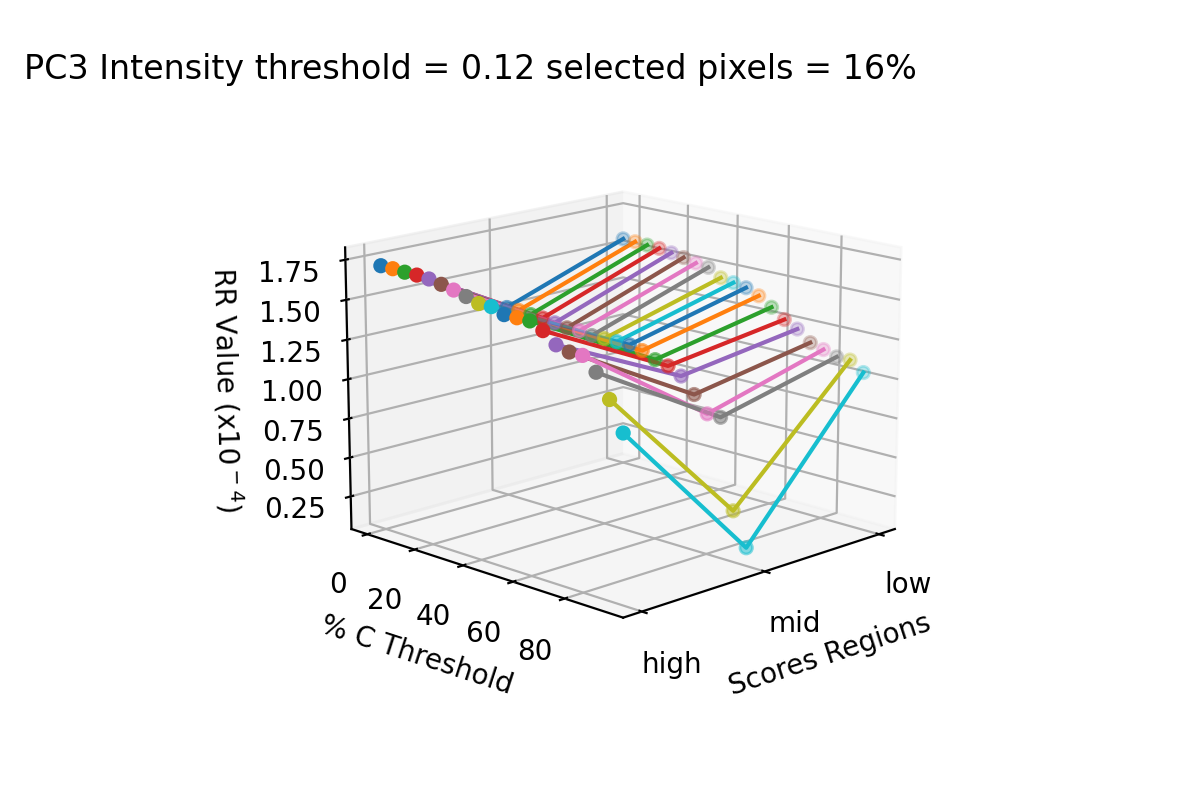 PC3 Intensity threshold = 0.12 selected pixels = 16%
1.75
1.50
1.25
1.00
0.75
0.50
0.25
RR Value (x10⁻⁴)
0
20
40
60
80
% C Threshold
high
mid
low
Scores Regions